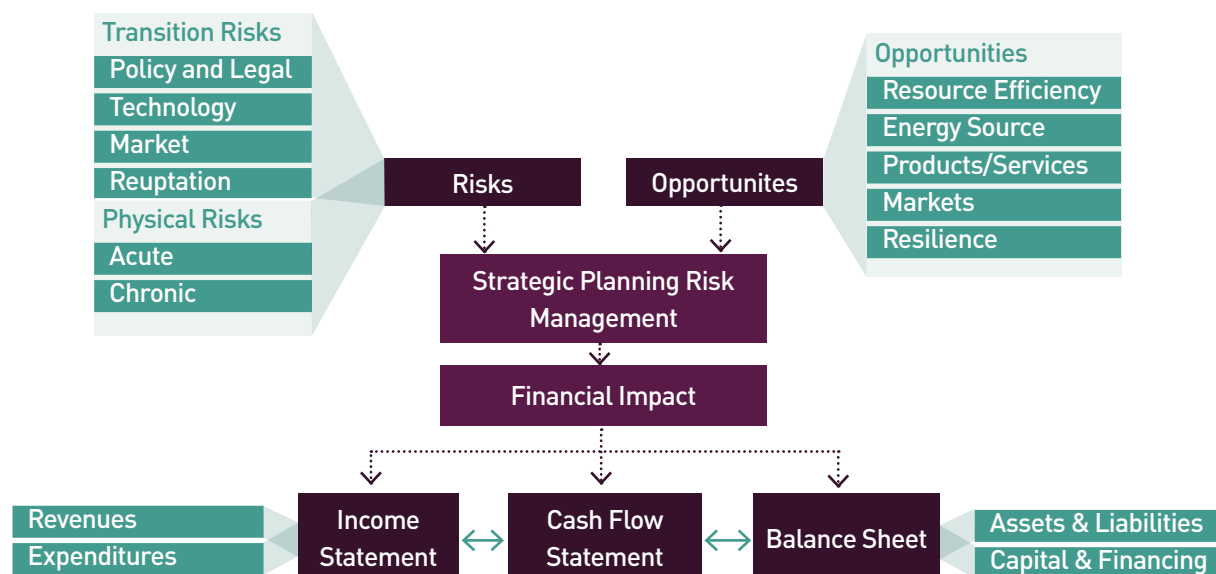 Transition Risks
Policy and Legal
Technology
Market
Reuptation
Physical Risks
Acute
Chronic
Risks
Opportunites
Opportunities
Resource Efficiency
Energy Source
Products/Services
Markets
Resilience
Strategic Planning Risk
Management
Financial Impact
Revenues
Expenditures
Income
Statement
Cash Flow
Statement
Balance Sheet
Assets & Liabilities
Capital & Financing